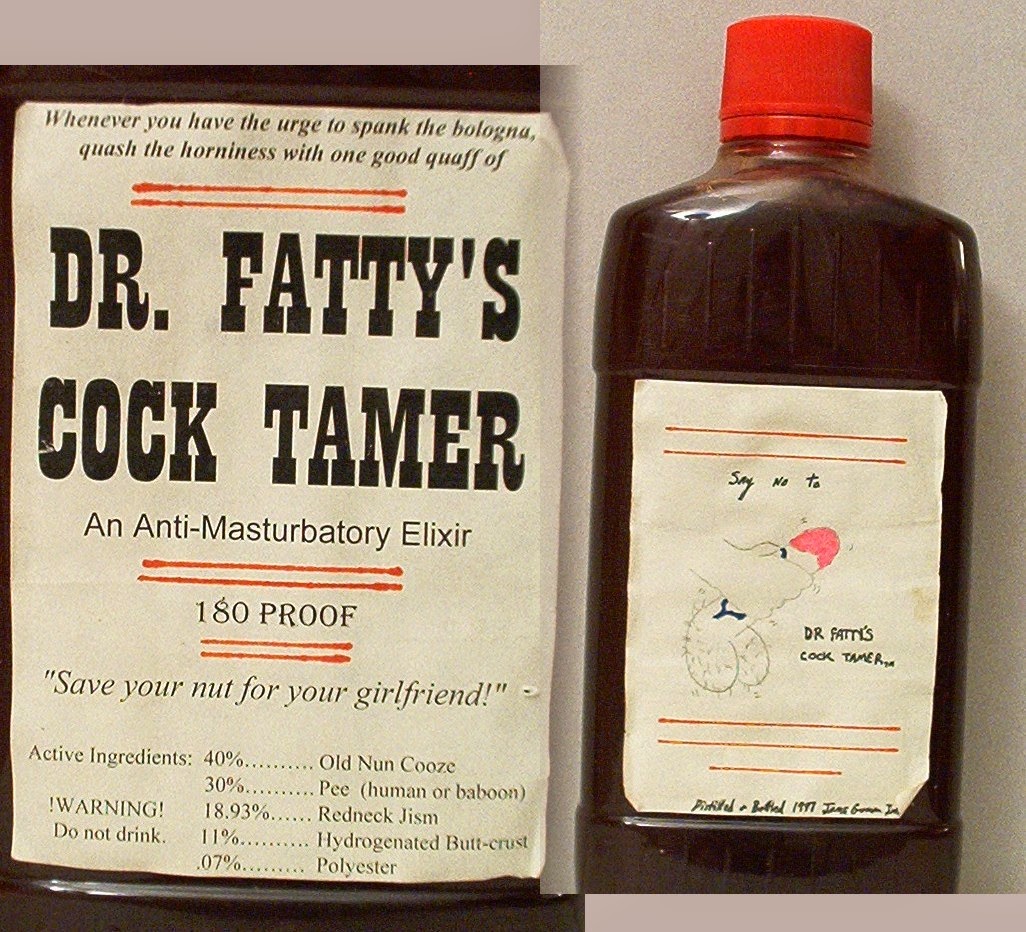 Whenever you have the urge to spank the bologna,
quash the horniness with one good quaff of
DR. FATTY'S
COCK TAMER
An Anti-Masturbatory Elixir
180 PROOF
"Save your nut for your girlfriend!"
Active Ingredients: 40%.......... Old Nun Cooze
30%.......... Pee (human or baboon)
!WARNING! 18.93%...... Redneck Jism
Do not drink. 11%.......... Hydrogenated Butt-crust
.07%......... Polyester
Say No to
DR FATTY'S
COCK TAMER TM
Distilled & Bottled 1997